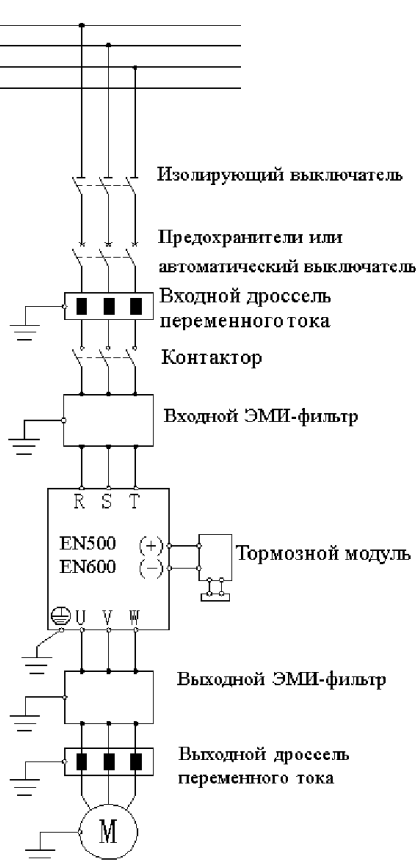 Изолирующий выключатель
Предохранители или
автоматический выключатель
Входной дроссель
переменного тока
Контактор
Входной ЭМИ-фильтр
R S T
EN500 (+)
EN600 (−)
Тормозной модуль
U V W
Выходной ЭМИ-фильтр
Выходной дроссель
переменного тока
M